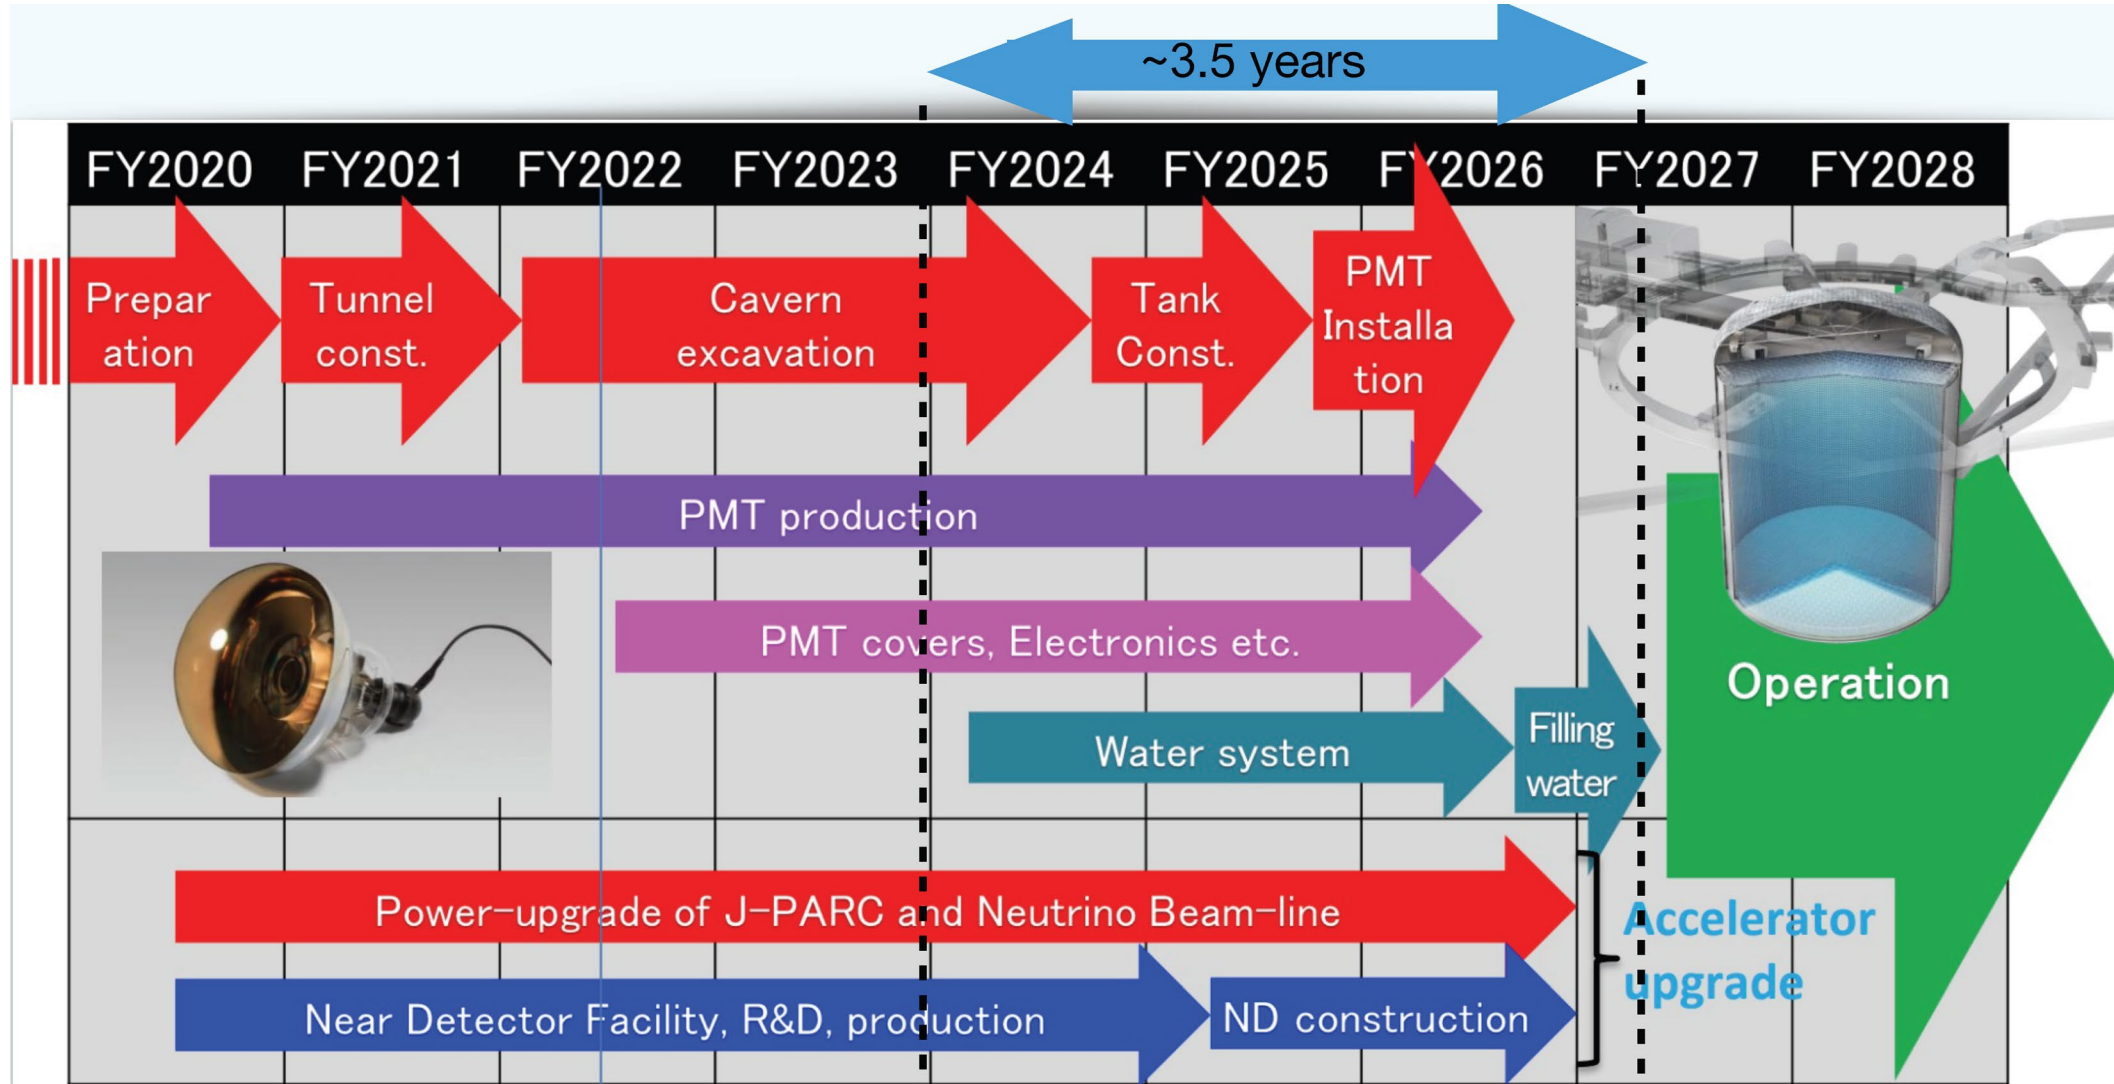 ~3.5 years
FY2020 FY2021 FY2022 FY2023 FY2024 FY2025 FY2026 FY2027 FY2028
Prepar
ation
Tunnel
const.
Cavern
excavation
Tank
Const.
PMT
Installa
tion
PMT production
PMT covers, Electronics etc.
Water system
Filling
water
Operation
Power-upgrade of J-PARC and Neutrino Beam-line
Near Detector Facility, R&D, production
ND construction
Accelerator
upgrade